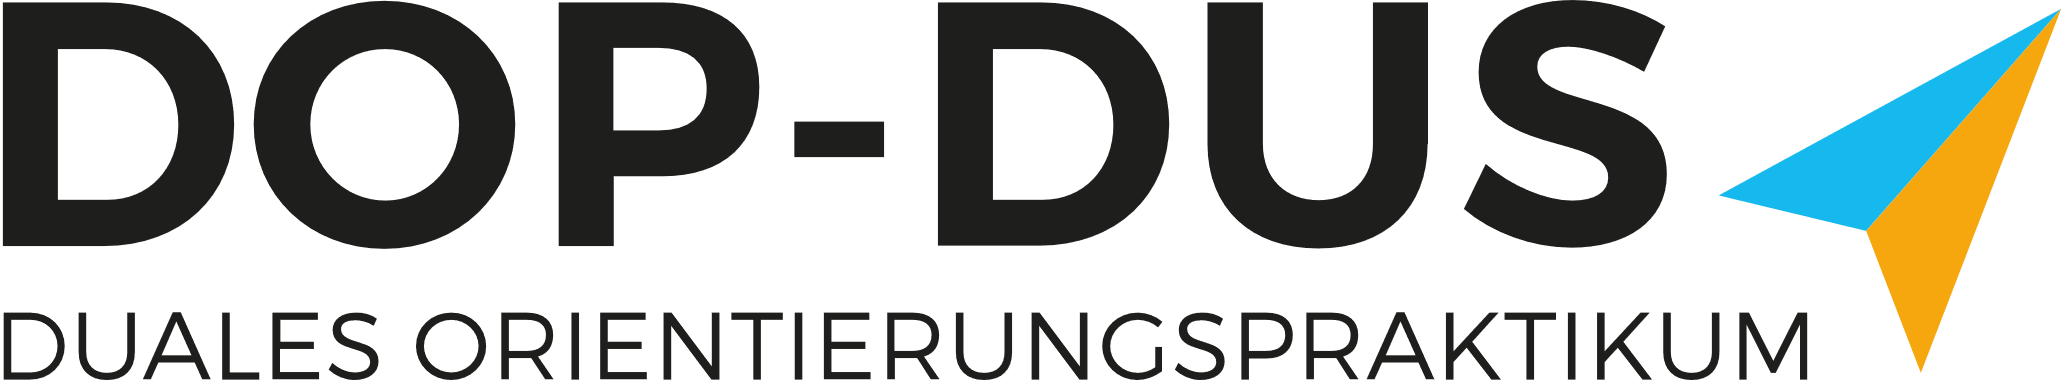 DOP-DUS
DUALES ORIENTIERUNGSPRAKTIKUM